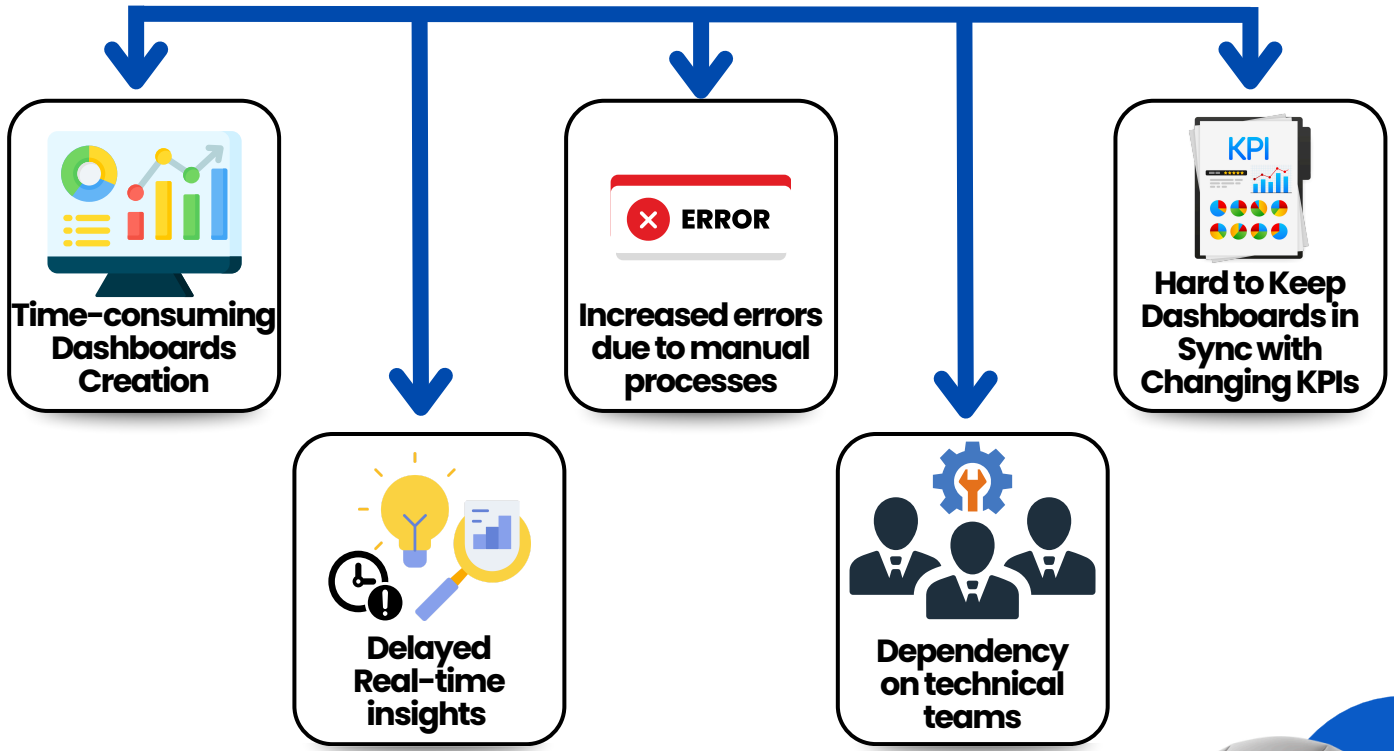 Time-consuming
Dashboards
Creation
ERROR
Increased errors
due to manual
processes
KPI
Hard to Keep
Dashboards in
Sync with
Changing KPIs
Delayed
Real-time
insights
Dependency
on technical
teams